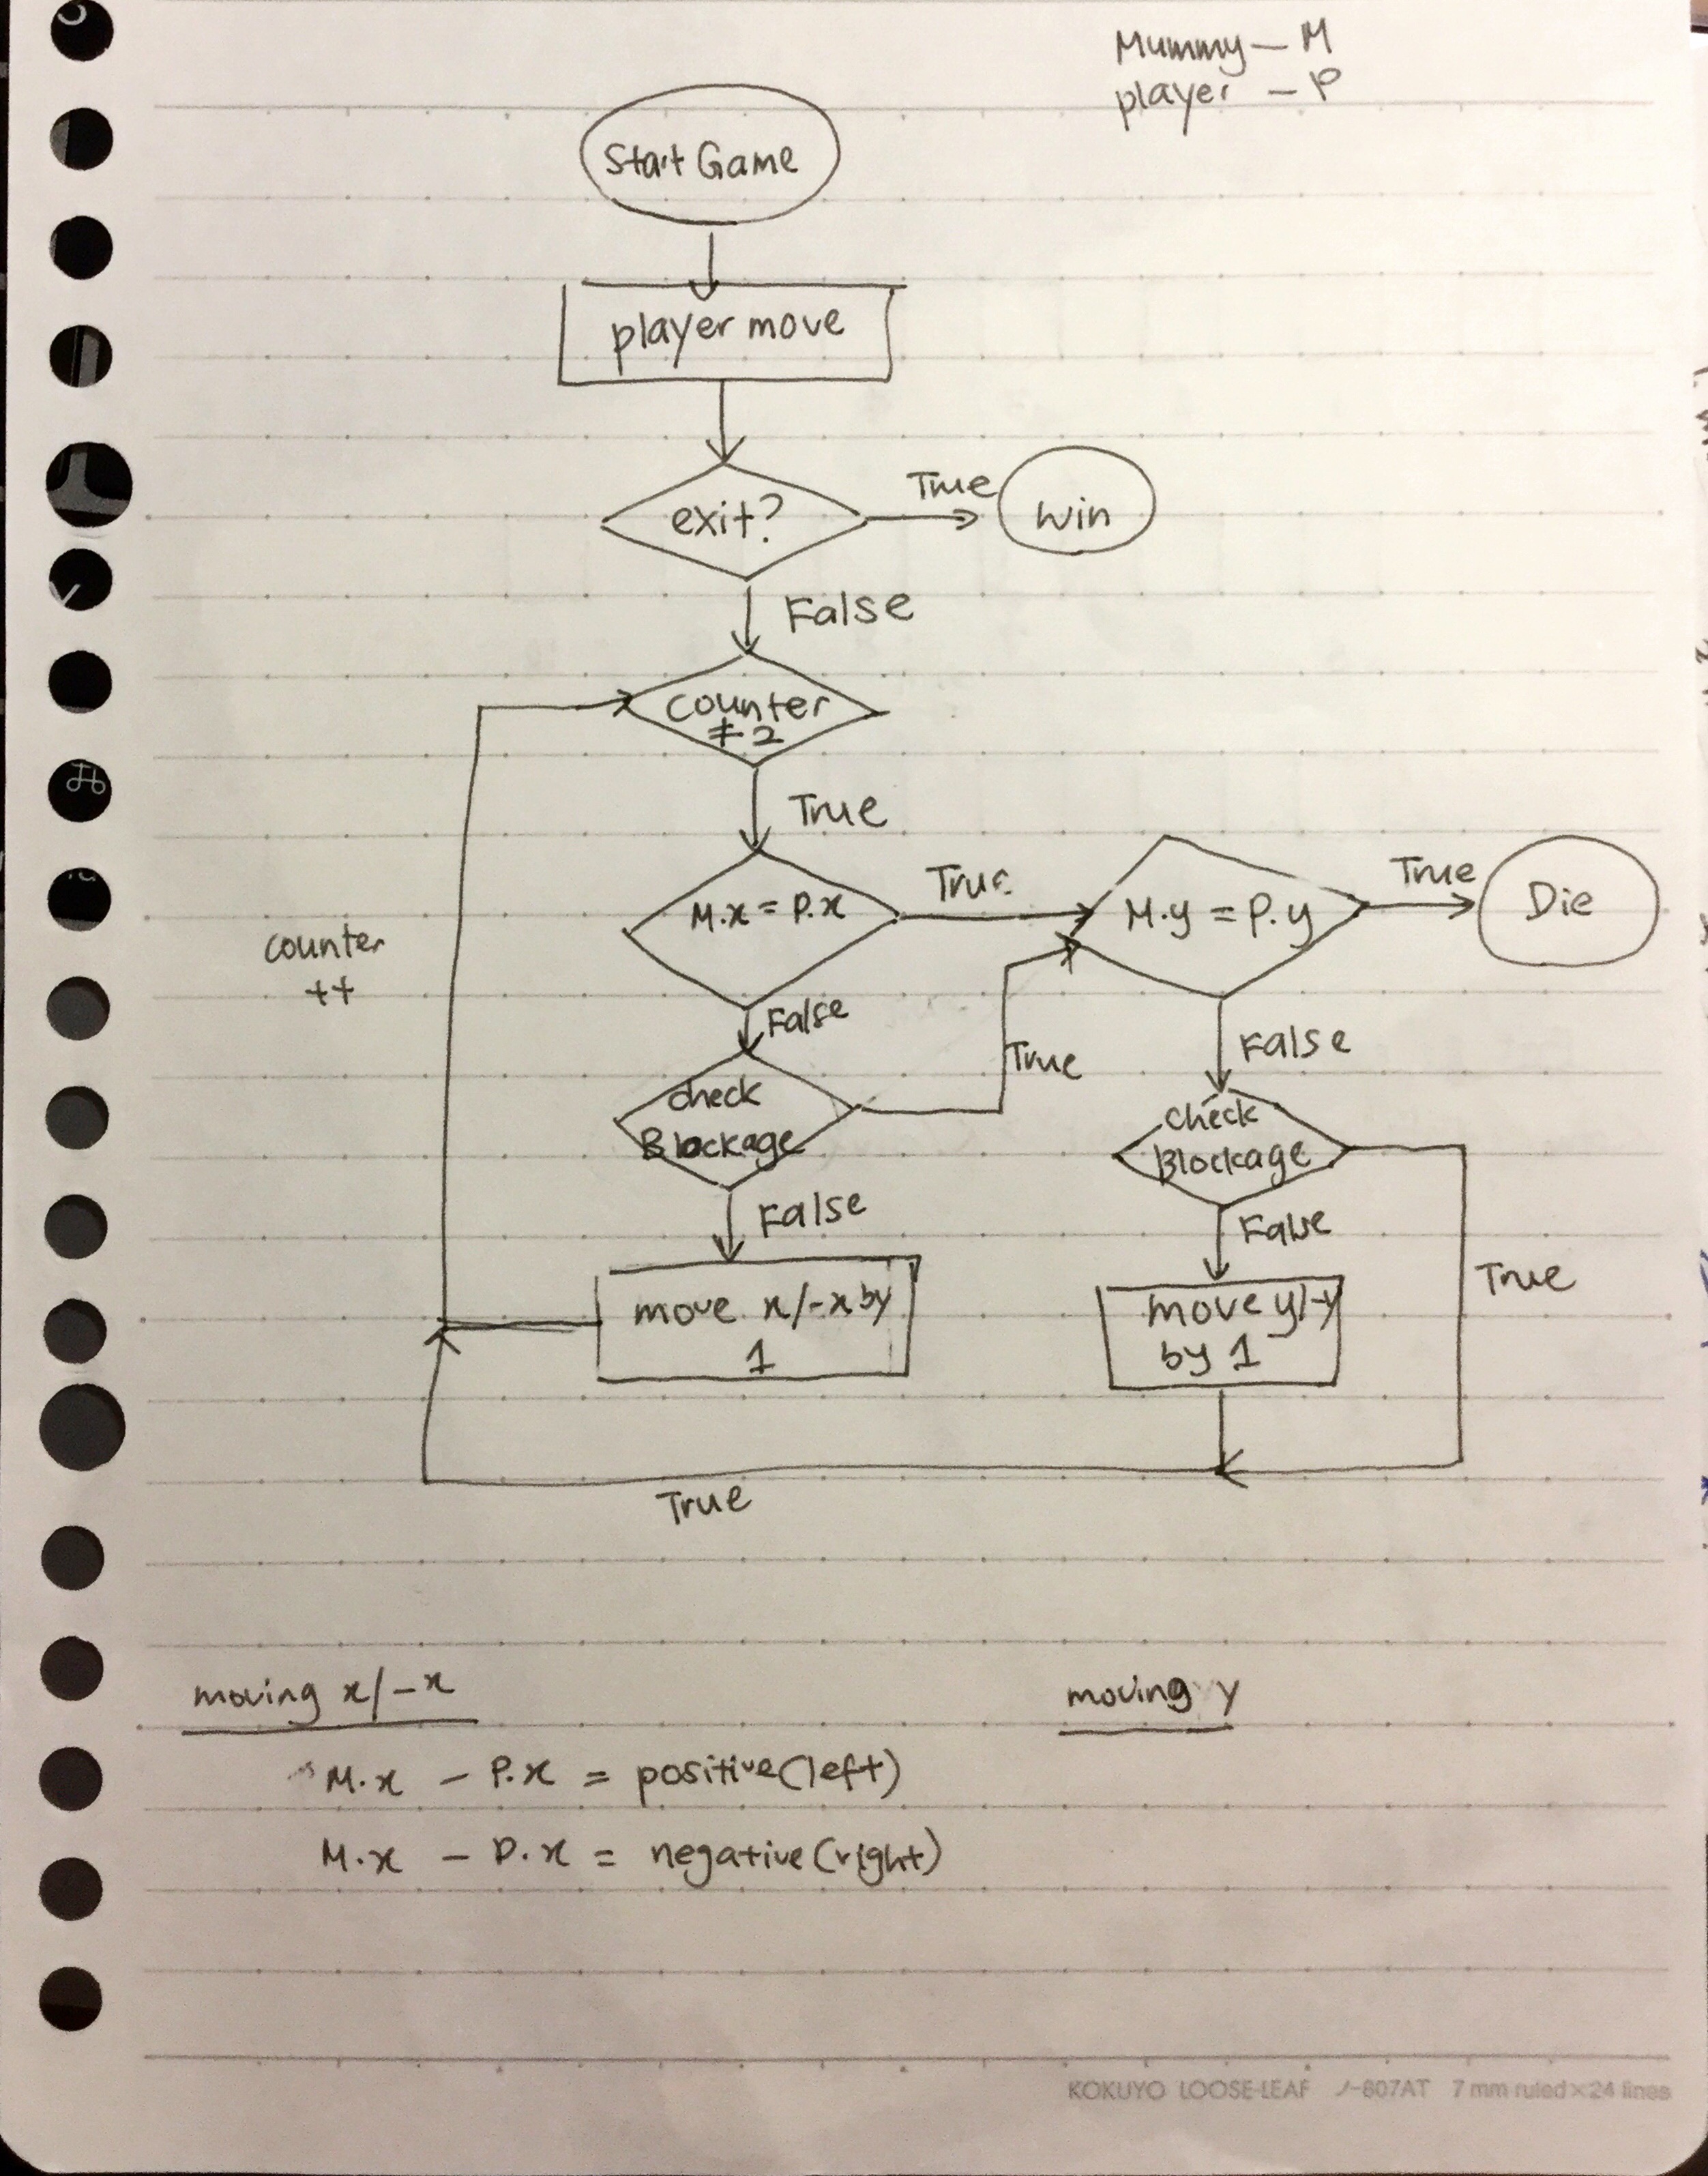 Mummy — M
player — P
Start Game
player move
exit?
True
win
False
counter
≠ 2
True
M.x = P.x
True
M.y = P.y
True
Die
counter
++
False
True
False
check
Blockage
check
Blockage
False
False
True
move x/-x by
1
move y/-y
by 1
True
moving x/-x
moving y
M.x - P.x = positive(left)
M.x - P.x = negative(right)
KOKUYO LOOSE-LEAF ノ-807AT 7 mm ruled×24 lines